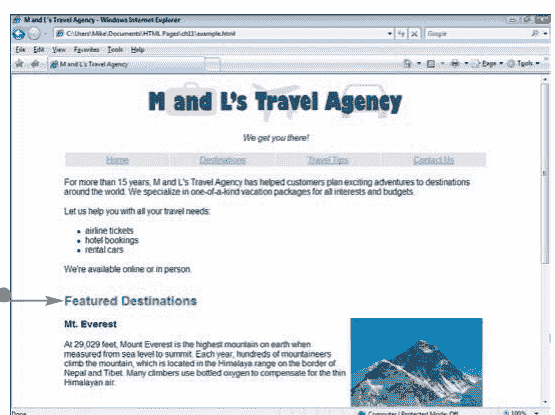 M and L's Travel Agency - Windows Internet Explorer
C:\Users\Mike\Documents\HTML Pages\ch11\example.html
Google
File Edit View Favorites Tools Help
M and L's Travel Agency
Page Tools
M and L's Travel Agency
We get you there!
Home Destinations Travel Tips Contact Us
For more than 15 years, M and L's Travel Agency has helped customers plan exciting adventures to destinations
around the world. We specialize in one-of-a-kind vacation packages for all interests and budgets.
Let us help you with all your travel needs:
airline tickets
hotel bookings
rental cars
We're available online or in person.
Featured Destinations
Mt. Everest
At 29,029 feet, Mount Everest is the highest mountain on earth when
measured from sea level to summit. Each year, hundreds of mountaineers
climb the mountain, which is located in the Himalaya range on the border of
Nepal and Tibet. Many climbers use bottled oxygen to compensate for the thin
Himalayan air.
Done
Computer | Protected Mode: Off
100%